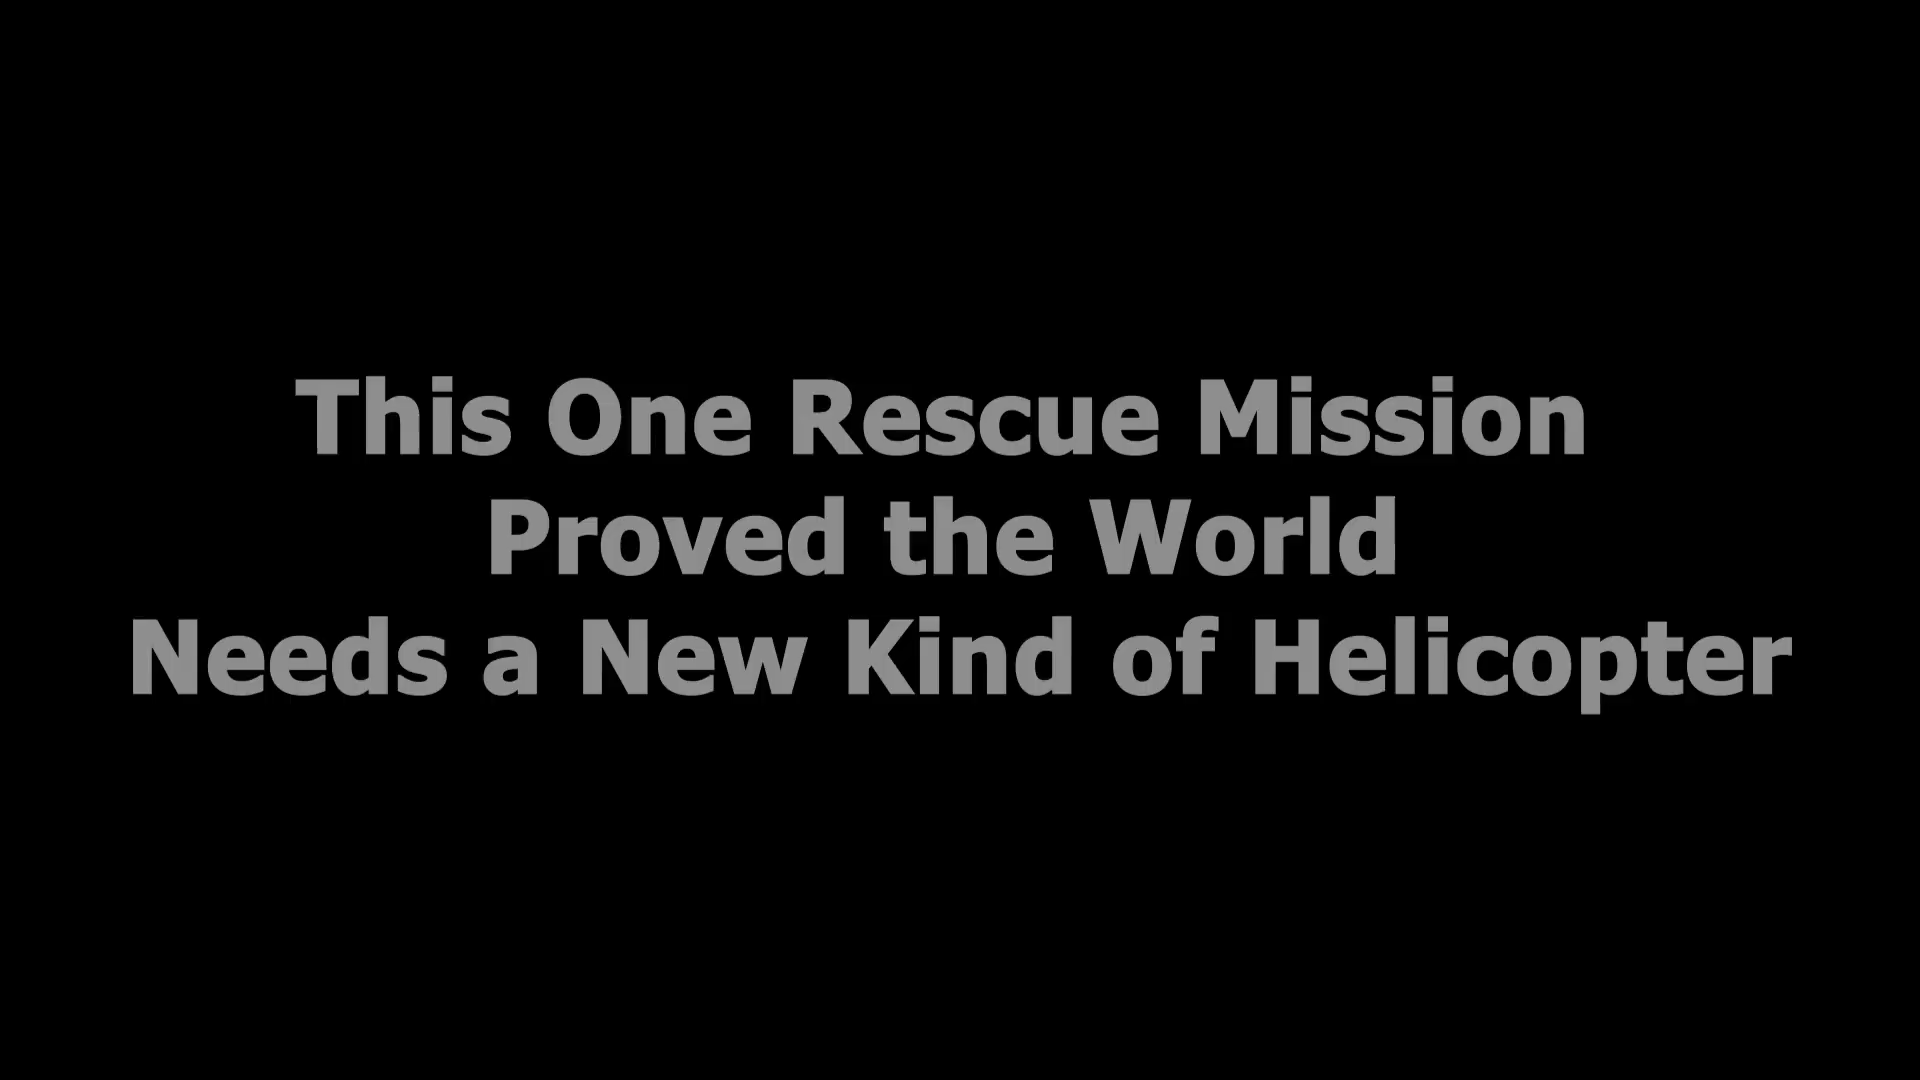 This One Rescue Mission
Proved the World
Needs a New Kind of Helicopter